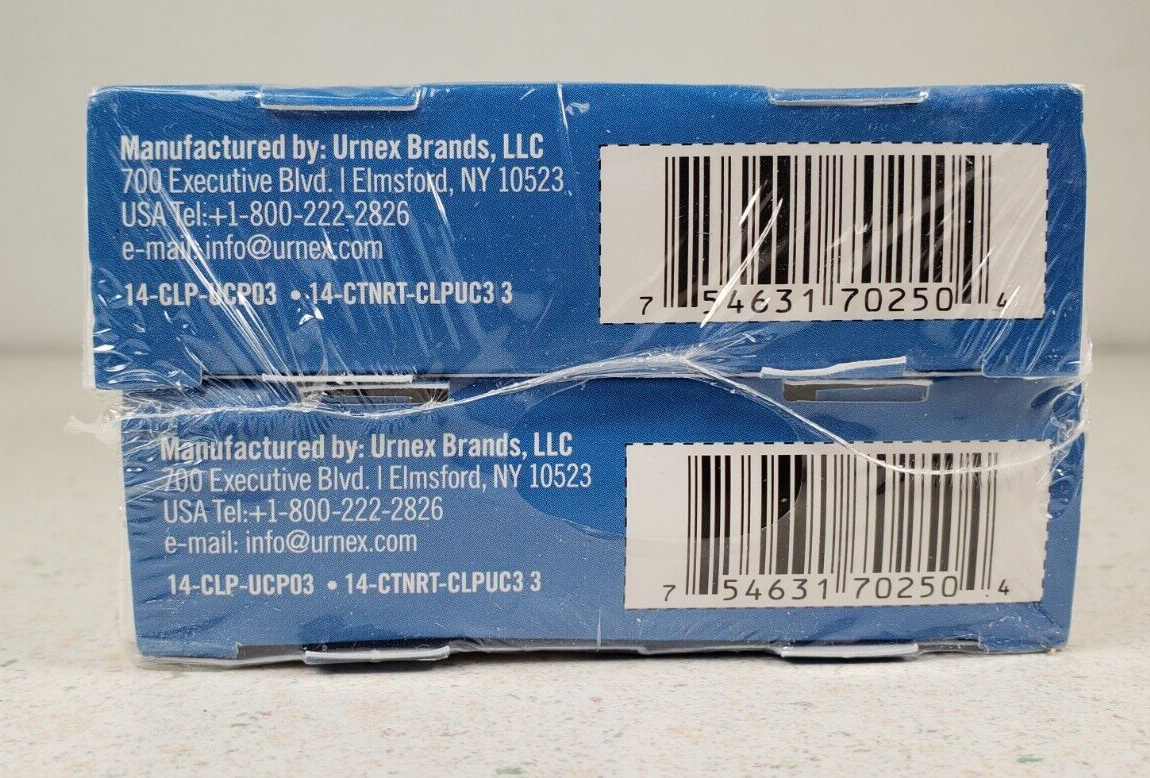 Manufactured by: Urnex Brands, LLC
700 Executive Blvd. | Elmsford, NY 10523
USA Tel:+1-800-222-2826
e-mail: info@urnex.com
14-CLP-UCP03 • 14-CTNRT-CLPUC3 3
7 54631 70250 4
Manufactured by: Urnex Brands, LLC
700 Executive Blvd. | Elmsford, NY 10523
USA Tel:+1-800-222-2826
e-mail: info@urnex.com
14-CLP-UCP03 • 14-CTNRT-CLPUC3 3
7 54631 70250 4